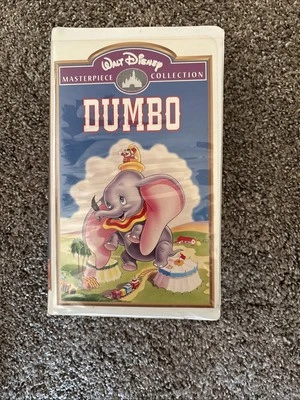 Walt Disney
MASTERPIECE COLLECTION
DUMBO